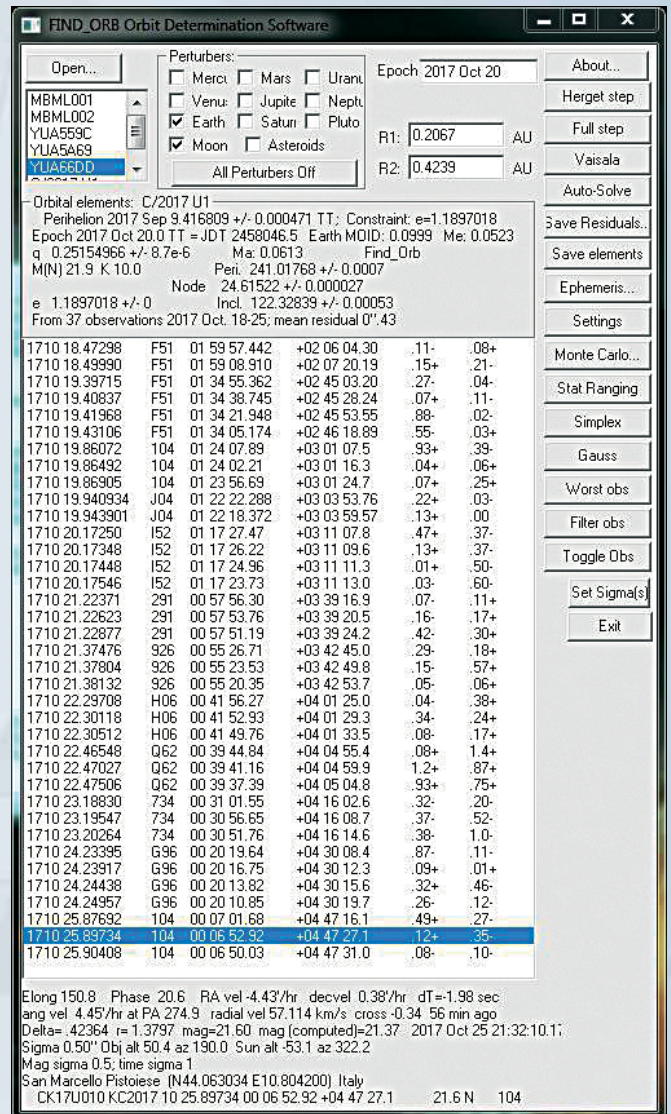 FIND_ORB Orbit Determination Software
Open...
MBML001
MBML002
YUA559C
YUA5A69
YUA66DD
Perturbers:
Mercu Mars Uranu
Venu: Jupite Neptu
Earth Saturn Pluto
Moon Asteroids
All Perturbers Off
Epoch 2017 Oct 20
R1: 0.2067 AU
R2: 0.4239 AU
About...
Herget step
Full step
Vaisala
Auto-Solve
Save Residuals..
Save elements
Ephemeris...
Settings
Monte Carlo...
Stat Ranging
Simplex
Gauss
Worst obs
Filter obs
Toggle Obs
Set Sigma(s)
Exit
Orbital elements: C/2017 U1
Perihelion 2017 Sep 9.416809 +/- 0.000471 TT; Constraint: e=1.1897018
Epoch 2017 Oct 20.0 TT = JDT 2458046.5 Earth MOID: 0.0999 Me: 0.0523
q 0.25154966 +/- 8.7e-6 Ma: 0.0613 Find_Orb
M(N) 21.9 K 10.0 Peri. 241.01768 +/- 0.0007
Node 24.61522 +/- 0.000027
e 1.1897018 +/- 0 Incl. 122.32839 +/- 0.00053
From 37 observations 2017 Oct. 18-25; mean residual 0".43
1710 18.47298 F51 01 59 57.442 +02 06 04.30 .11- .08+
1710 18.49990 F51 01 59 08.910 +02 07 20.19 .15+ .21-
1710 19.39715 F51 01 34 55.362 +02 45 03.20 .27- .04-
1710 19.40837 F51 01 34 38.745 +02 45 28.24 .07+ .11-
1710 19.41968 F51 01 34 21.948 +02 45 53.55 .88- .02-
1710 19.43106 F51 01 34 05.174 +02 46 18.89 .55- .03+
1710 19.86072 104 01 24 07.89 +03 01 07.5 .93+ .39-
1710 19.86492 104 01 24 02.21 +03 01 16.3 .04+ .06+
1710 19.86905 104 01 23 56.69 +03 01 24.7 .07+ .25+
1710 19.940934 J04 01 22 22.288 +03 03 53.76 .22+ .03-
1710 19.943901 J04 01 22 18.372 +03 03 59.57 .13+ .00
1710 20.17250 I52 01 17 27.47 +03 11 07.8 .47+ .37-
1710 20.17348 I52 01 17 26.22 +03 11 09.6 .13+ .37-
1710 20.17448 I52 01 17 24.96 +03 11 11.3 .01+ .50-
1710 20.17546 I52 01 17 23.73 +03 11 13.0 .03- .60-
1710 21.22371 291 00 57 56.30 +03 39 16.9 .07- .11+
1710 21.22623 291 00 57 53.76 +03 39 20.5 .16- .17+
1710 21.22877 291 00 57 51.19 +03 39 24.2 .42- .30+
1710 21.37476 926 00 55 26.71 +03 42 45.0 .29- .18+
1710 21.37804 926 00 55 23.53 +03 42 49.8 .15- .57+
1710 21.38132 926 00 55 20.35 +03 42 53.7 .05- .06+
1710 22.29708 H06 00 41 56.27 +04 01 25.0 .04- .38+
1710 22.30118 H06 00 41 52.93 +04 01 29.3 .34- .24+
1710 22.30512 H06 00 41 49.76 +04 01 33.5 .08- .17+
1710 22.46548 Q62 00 39 44.84 +04 04 55.4 .08+ 1.4+
1710 22.47027 Q62 00 39 41.16 +04 04 59.9 1.2+ .87+
1710 22.47506 Q62 00 39 37.39 +04 05 04.8 .93+ .75+
1710 23.18830 734 00 31 01.55 +04 16 02.6 .32- .20-
1710 23.19547 734 00 30 56.65 +04 16 08.7 .37- .52-
1710 23.20264 734 00 30 51.76 +04 16 14.6 .38- 1.0-
1710 24.23395 G96 00 20 19.64 +04 30 08.4 .87- .11-
1710 24.23917 G96 00 20 16.75 +04 30 12.3 .09+ .01+
1710 24.24438 G96 00 20 13.82 +04 30 15.6 .32+ .46-
1710 24.24957 G96 00 20 10.85 +04 30 19.7 .26- .12-
1710 25.87692 104 00 07 01.68 +04 47 16.1 .49+ .27-
1710 25.89734 104 00 06 52.92 +04 47 27.1 .12+ .35-
1710 25.90408 104 00 06 50.03 +04 47 31.0 .08- .10-
Elong 150.8 Phase 20.6 RA vel -4.43'/hr decvel 0.38'/hr dT=-1.98 sec
ang vel 4.45'/hr at PA 274.9 radial vel 57.114 km/s cross -0.34 56 min ago
Delta= .42364 r= 1.3797 mag=21.60 mag (computed)=21.37 2017 Oct 25 21:32:10.17
Sigma 0.50" Obj alt 50.4 az 190.0 Sun alt -53.1 az 322.2
Mag sigma 0.5; time sigma 1
San Marcello Pistoiese (N44.063034 E10.804200) Italy
CK17U010 KC2017 10 25.89734 00 06 52.92 +04 47 27.1 21.6 N 104